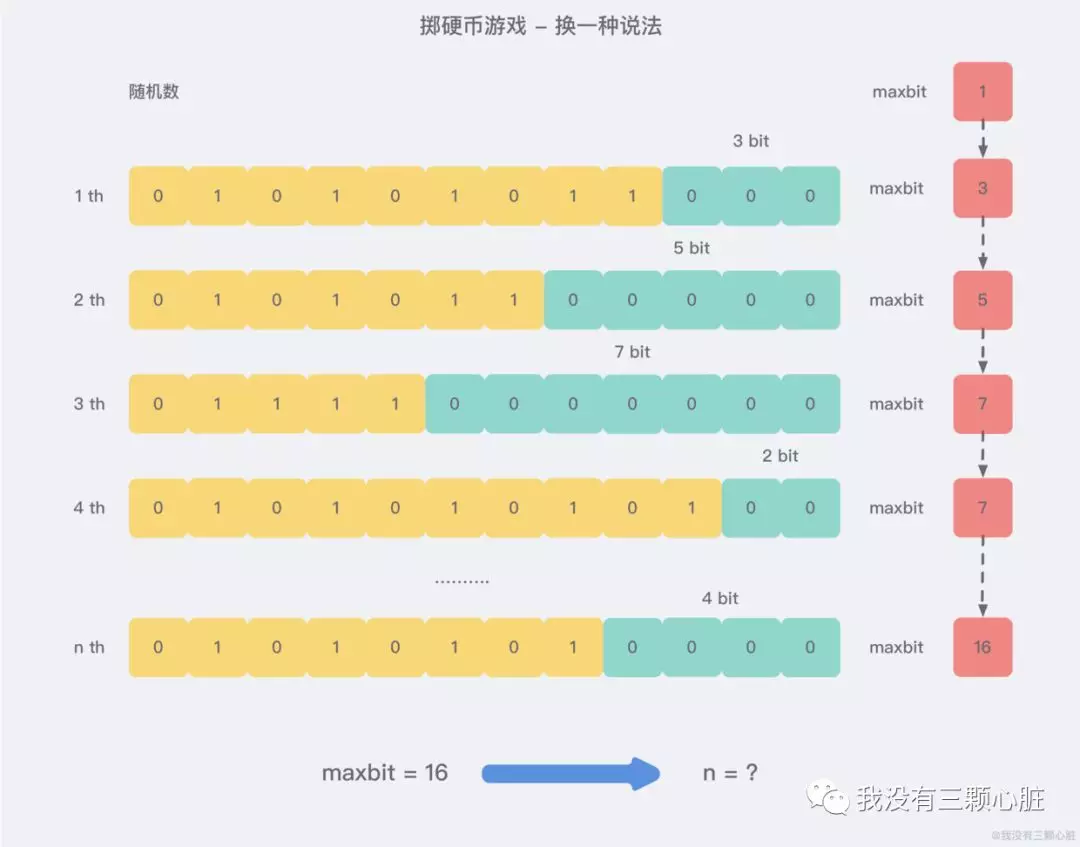 掷硬币游戏 – 换一种说法
随机数
maxbit 1
3 bit
1 th 0 1 0 1 0 1 0 1 1 0 0 0 maxbit 3
5 bit
2 th 0 1 0 1 0 1 1 0 0 0 0 0 maxbit 5
7 bit
3 th 0 1 1 1 1 0 0 0 0 0 0 0 maxbit 7
2 bit
4 th 0 1 0 1 0 1 0 1 0 1 0 0 maxbit 7
..........
4 bit
n th 0 1 0 1 0 1 0 1 0 0 0 0 maxbit 16
maxbit = 16 n = ?
我没有三颗心脏
@我没有三颗心脏